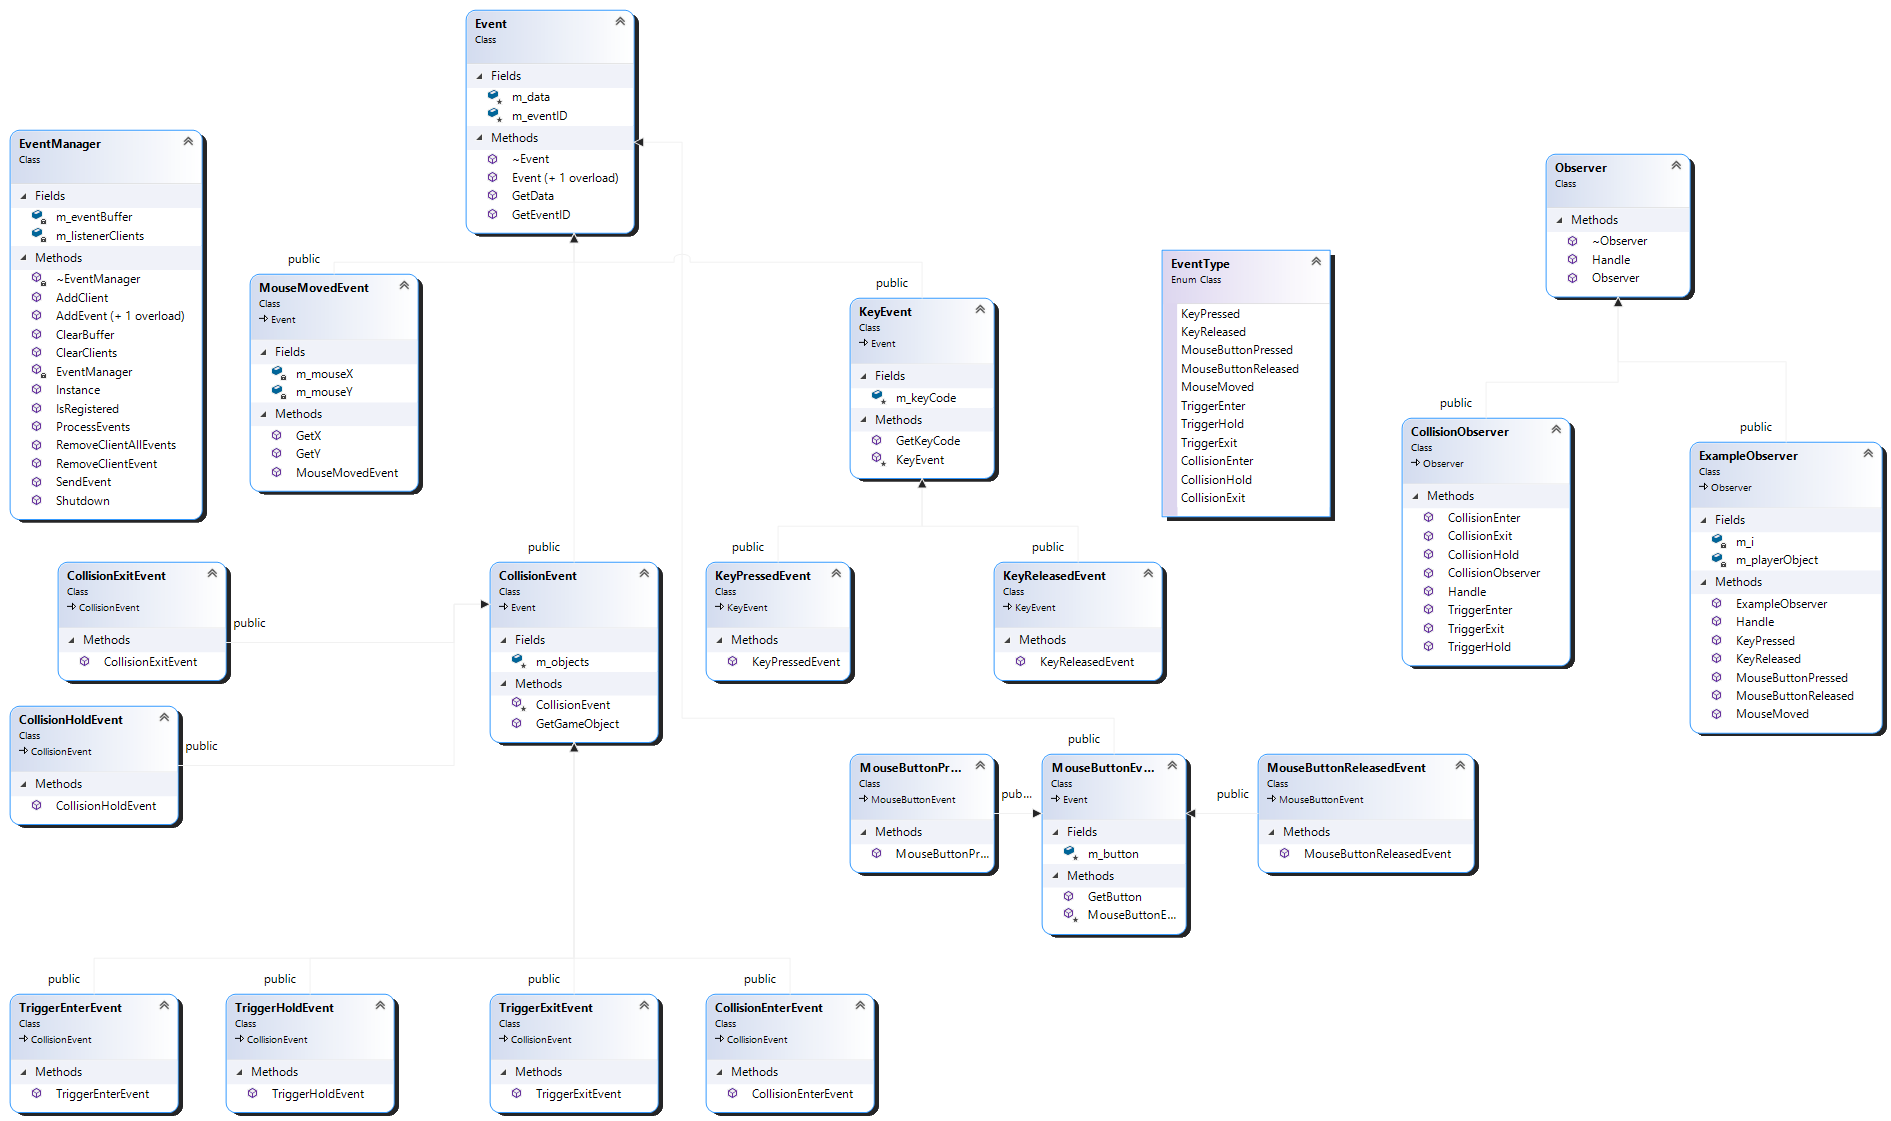 Event
Class
Fields
m_data
m_eventID
Methods
~Event
Event (+ 1 overload)
GetData
GetEventID
EventManager
Class
Fields
m_eventBuffer
m_listenerClients
Methods
~EventManager
AddClient
AddEvent (+ 1 overload)
ClearBuffer
ClearClients
EventManager
Instance
IsRegistered
ProcessEvents
RemoveClientAllEvents
RemoveClientEvent
SendEvent
Shutdown
public
MouseMovedEvent
Class
Event
Fields
m_mouseX
m_mouseY
Methods
GetX
GetY
MouseMovedEvent
public
KeyEvent
Class
Event
Fields
m_keyCode
Methods
GetKeyCode
KeyEvent
EventType
Enum Class
KeyPressed
KeyReleased
MouseButtonPressed
MouseButtonReleased
MouseMoved
TriggerEnter
TriggerHold
TriggerExit
CollisionEnter
CollisionHold
CollisionExit
Observer
Class
Methods
~Observer
Handle
Observer
public
CollisionObserver
Class
Observer
Methods
CollisionEnter
CollisionExit
CollisionHold
CollisionObserver
Handle
TriggerEnter
TriggerExit
TriggerHold
public
ExampleObserver
Class
Observer
Fields
m_i
m_playerObject
Methods
ExampleObserver
Handle
KeyPressed
KeyReleased
MouseButtonPressed
MouseButtonReleased
MouseMoved
CollisionExitEvent
Class
CollisionEvent
Methods
CollisionExitEvent
public
CollisionHoldEvent
Class
CollisionEvent
Methods
CollisionHoldEvent
public
public
CollisionEvent
Class
Event
Fields
m_objects
Methods
CollisionEvent
GetGameObject
public
KeyPressedEvent
Class
KeyEvent
Methods
KeyPressedEvent
public
KeyReleasedEvent
Class
KeyEvent
Methods
KeyReleasedEvent
MouseButtonPr...
Class
MouseButtonEvent
Methods
MouseButtonPr...
pub...
public
MouseButtonEv...
Class
Event
Fields
m_button
Methods
GetButton
MouseButtonE...
public
MouseButtonReleasedEvent
Class
MouseButtonEvent
Methods
MouseButtonReleasedEvent
public
TriggerEnterEvent
Class
CollisionEvent
Methods
TriggerEnterEvent
public
TriggerHoldEvent
Class
CollisionEvent
Methods
TriggerHoldEvent
public
TriggerExitEvent
Class
CollisionEvent
Methods
TriggerExitEvent
public
CollisionEnterEvent
Class
CollisionEvent
Methods
CollisionEnterEvent